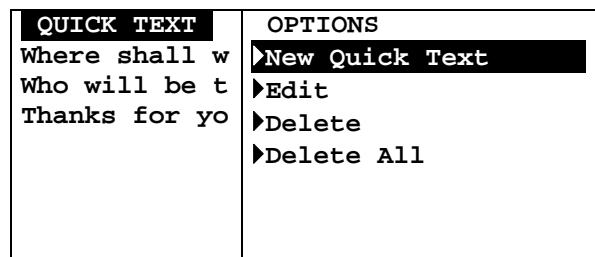 QUICK TEXT
Where shall w
Who will be t
Thanks for yo
OPTIONS
New Quick Text
Edit
Delete
Delete All